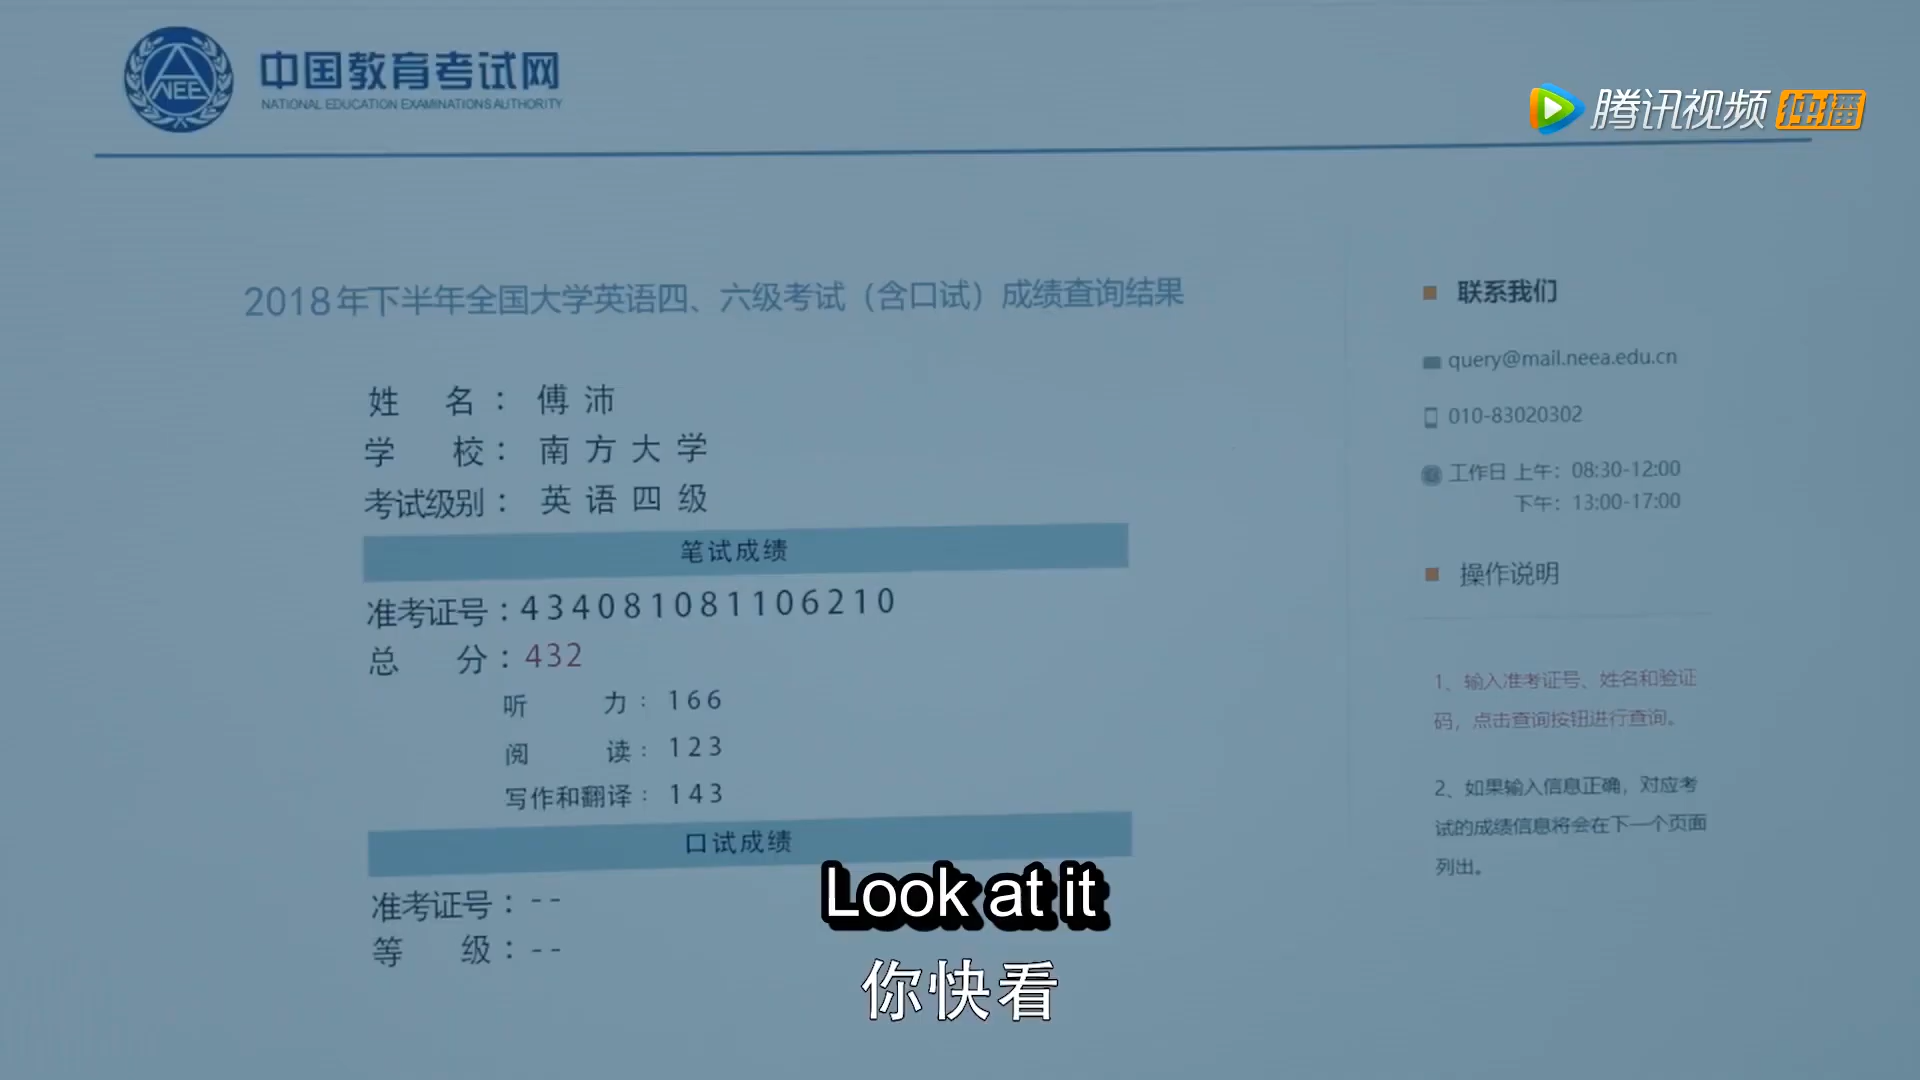 中国教育考试网
NATIONAL EDUCATION EXAMINATIONS AUTHORITY
NEE
腾讯视频 独播
2018年下半年全国大学英语四、六级考试（含口试）成绩查询结果
姓 名： 傅沛
学 校： 南方大学
考试级别： 英语四级
笔试成绩
准考证号：434081081106210
总 分：432
听 力： 166
阅 读： 123
写作和翻译： 143
口试成绩
准考证号：--
等 级：--
联系我们
query@mail.neea.edu.cn
010-83020302
工作日 上午：08:30-12:00
下午：13:00-17:00
操作说明
1、输入准考证号、姓名和验证
码，点击查询按钮进行查询。
2、如果输入信息正确，对应考
试的成绩信息将会在下一个页面
列出。
Look at it
你快看